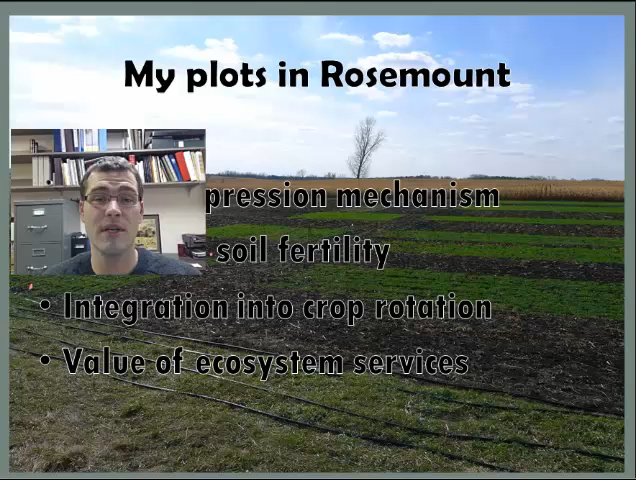 My plots in Rosemount
pression mechanism
soil fertility
• Integration into crop rotation
• Value of ecosystem services